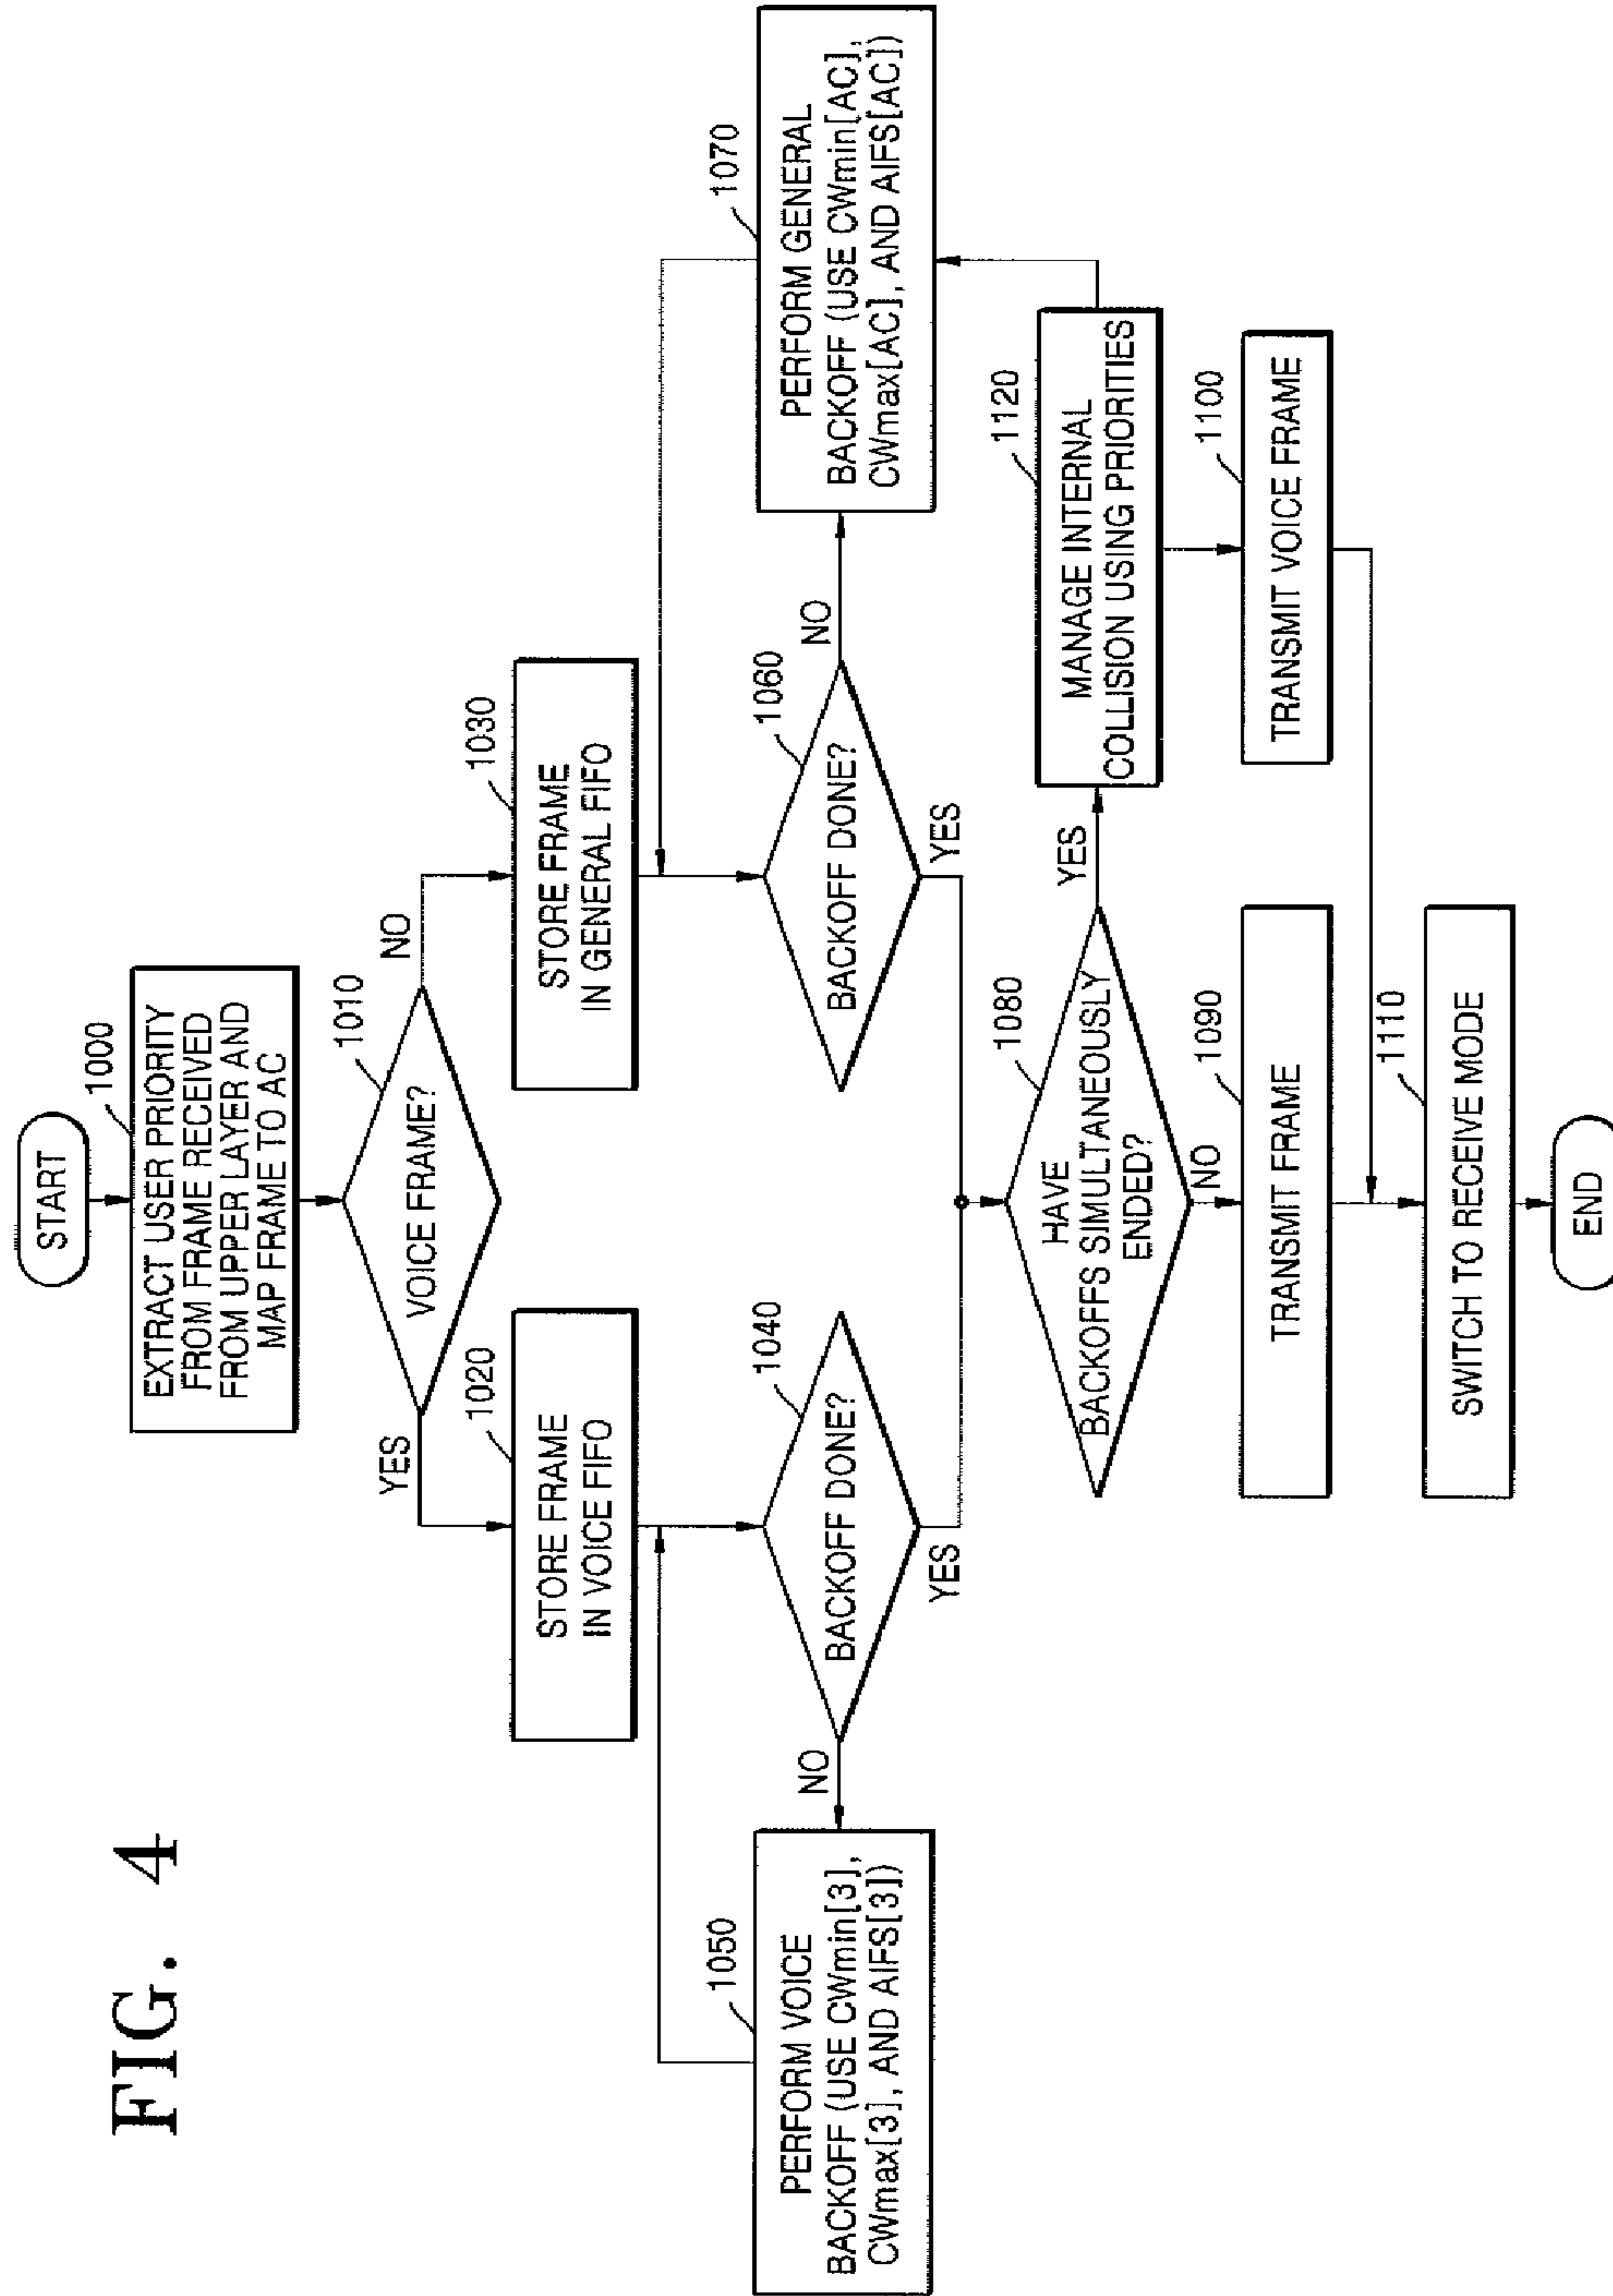 FIG. 4
START
1000
EXTRACT USER PRIORITY
FROM FRAME RECEIVED
FROM UPPER LAYER AND
MAP FRAME TO AC
1010
VOICE FRAME?
YES
NO
1020
STORE FRAME
IN VOICE FIFO
1030
STORE FRAME
IN GENERAL FIFO
1040
BACKOFF DONE?
NO
YES
1050
PERFORM VOICE
BACKOFF (USE CWmin[3],
CWmax[3], AND AIFS[3])
1060
BACKOFF DONE?
NO
YES
1070
PERFORM GENERAL
BACKOFF (USE CWmin[AC],
CWmax[AC], AND AIFS[AC])
1080
HAVE
BACKOFFS SIMULTANEOUSLY
ENDED?
YES
NO
1120
MANAGE INTERNAL
COLLISION USING PRIORITIES
1090
TRANSMIT FRAME
1100
TRANSMIT VOICE FRAME
1110
SWITCH TO RECEIVE MODE
END